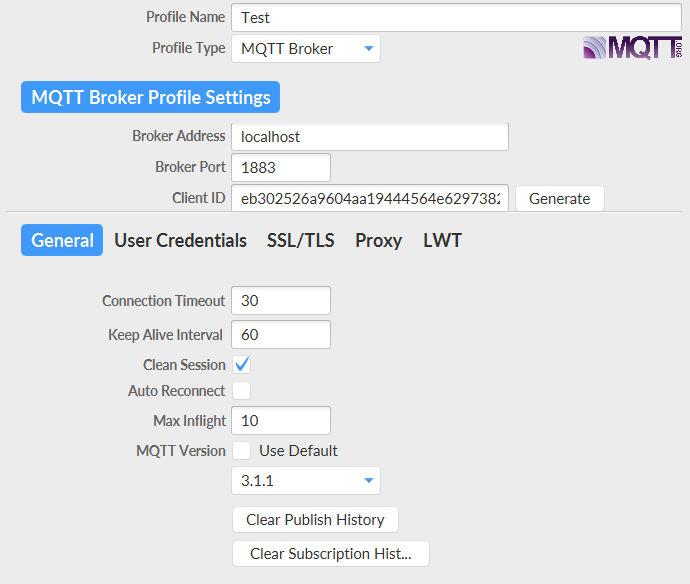 Profile Name Test
Profile Type MQTT Broker
MQTT.ORG
MQTT Broker Profile Settings
Broker Address localhost
Broker Port 1883
Client ID eb302526a9604aa19444564e6297382 Generate
General User Credentials SSL/TLS Proxy LWT
Connection Timeout 30
Keep Alive Interval 60
Clean Session
Auto Reconnect
Max Inflight 10
MQTT Version Use Default
3.1.1
Clear Publish History
Clear Subscription Hist...